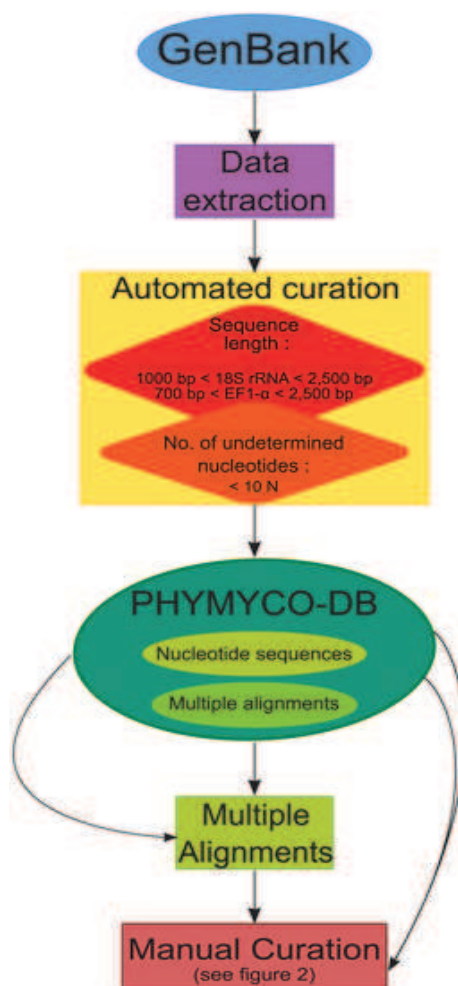 GenBank
Data
extraction
Automated curation
Sequence
length :
1000 bp < 18S rRNA < 2,500 bp
700 bp < EF1-α < 2,500 bp
No. of undetermined
nucleotides :
< 10 N
PHYMYCO-DB
Nucleotide sequences
Multiple alignments
Multiple
Alignments
Manual Curation
(see figure 2)